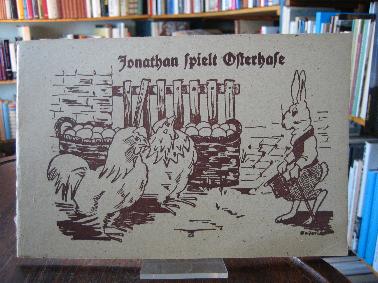 Jonathan spielt Osterhase